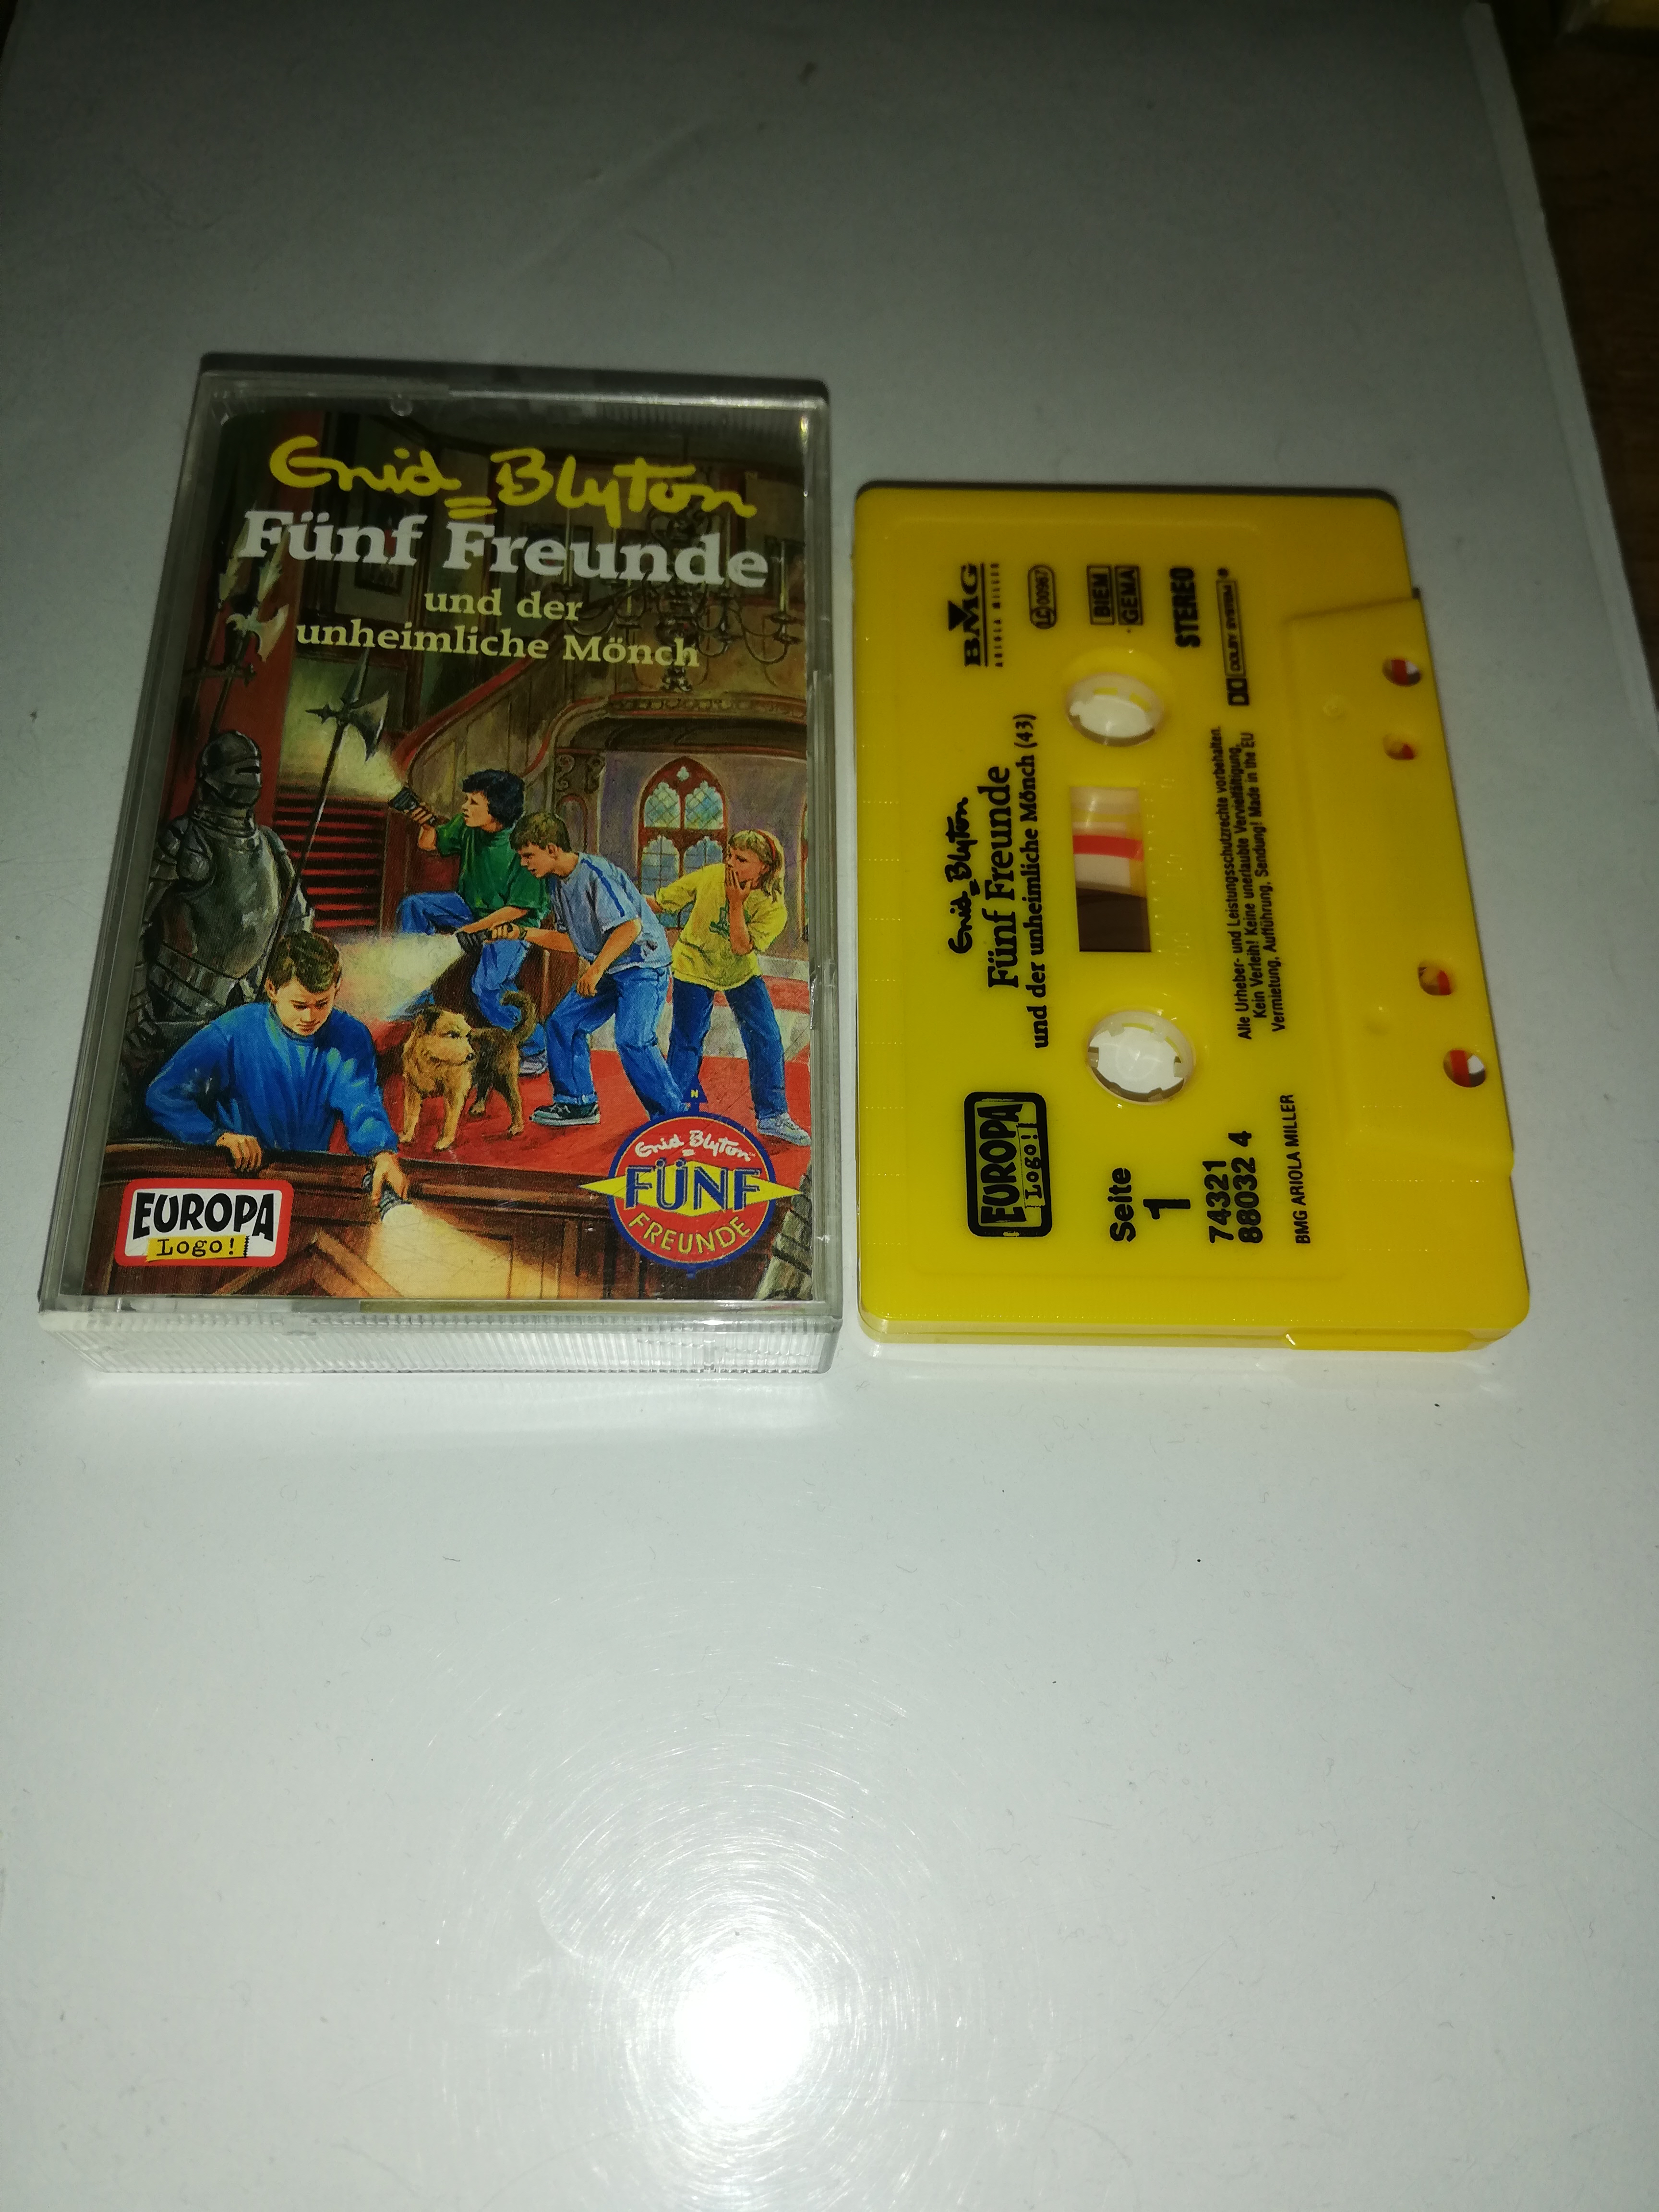 Enid Blyton
Fünf Freunde
und der
unheimliche Mönch
EUROPA
Logo!
N
Enid Blyton
FÜNF
FREUNDE
EUROPA
Logo!
Enid Blyton
Fünf Freunde
und der unheimliche Mönch (43)
BMG
ARIOLA MILLER
LC 00967
BIEM
GEMA
STEREO
DOLBY SYSTEM
Seite
1
74321
88032 4
BMG ARIOLA MILLER
Alle Urheber- und Leistungsschutzrechte vorbehalten.
Kein Verleih! Keine unerlaubte Vervielfältigung,
Vermietung, Aufführung, Sendung! Made in the EU